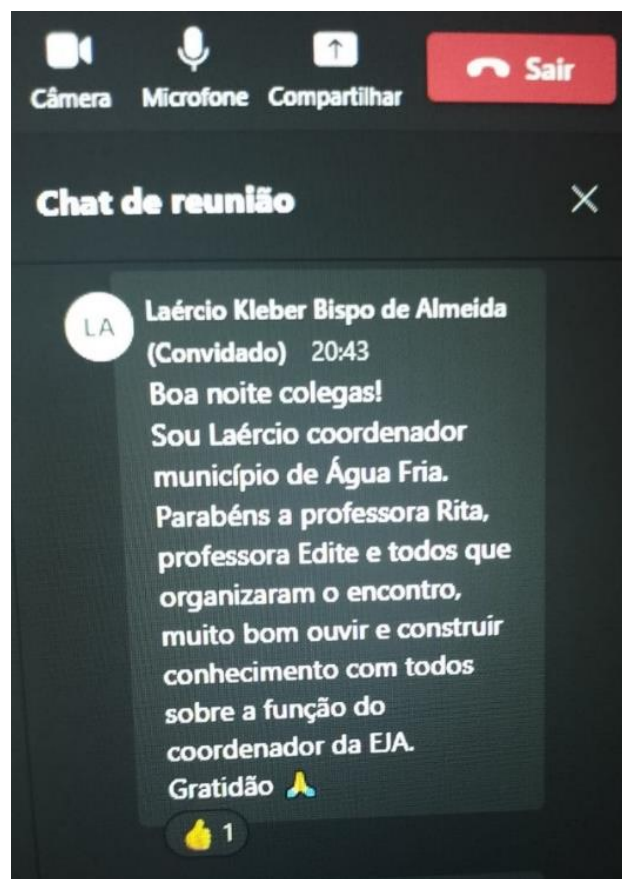 Câmera Microfone Compartilhar Sair
Chat de reunião
LA
Laércio Kleber Bispo de Almeida
(Convidado) 20:43
Boa noite colegas!
Sou Laércio coordenador
município de Água Fria.
Parabéns a professora Rita,
professora Edite e todos que
organizaram o encontro,
muito bom ouvir e construir
conhecimento com todos
sobre a função do
coordenador da EJA.
Gratidão 🙏
👍 1